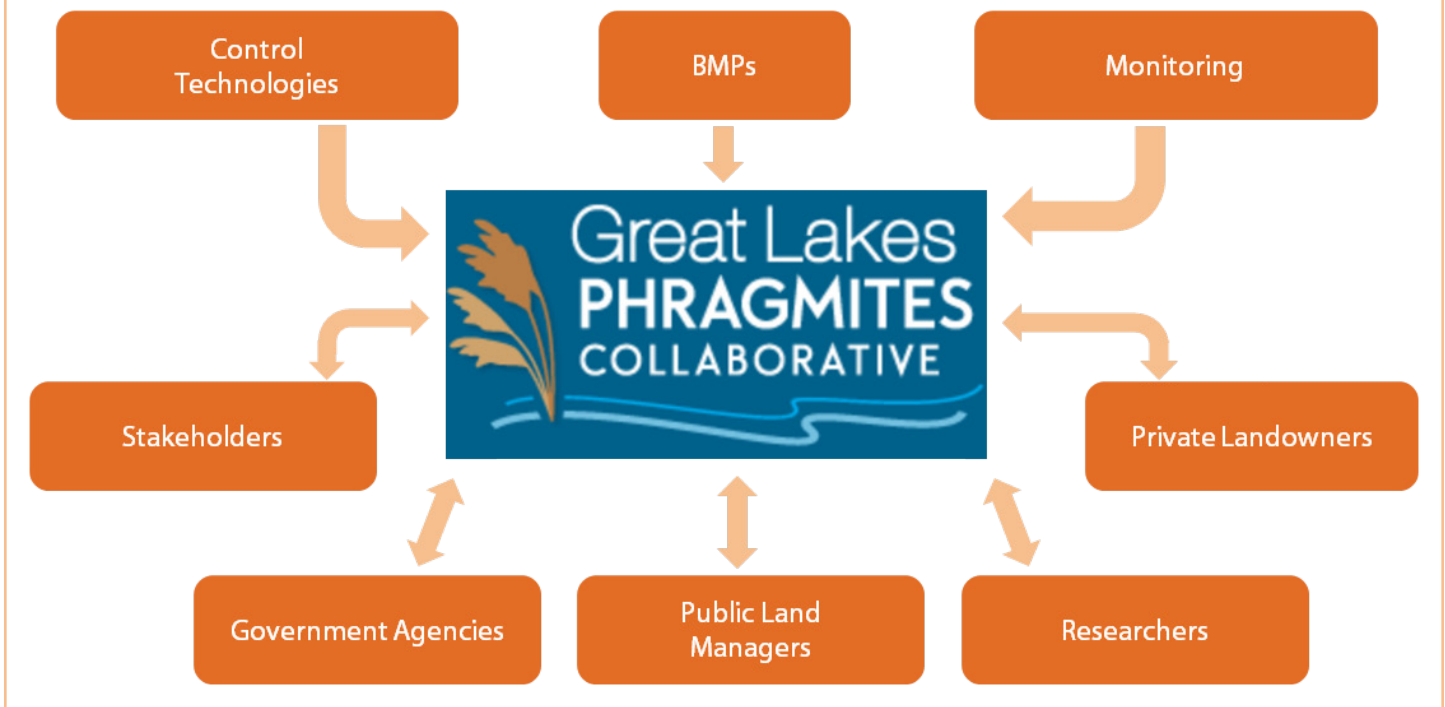 Control
Technologies
BMPs
Monitoring
Great Lakes
PHRAGMITES
COLLABORATIVE
Stakeholders
Private Landowners
Government Agencies
Public Land
Managers
Researchers